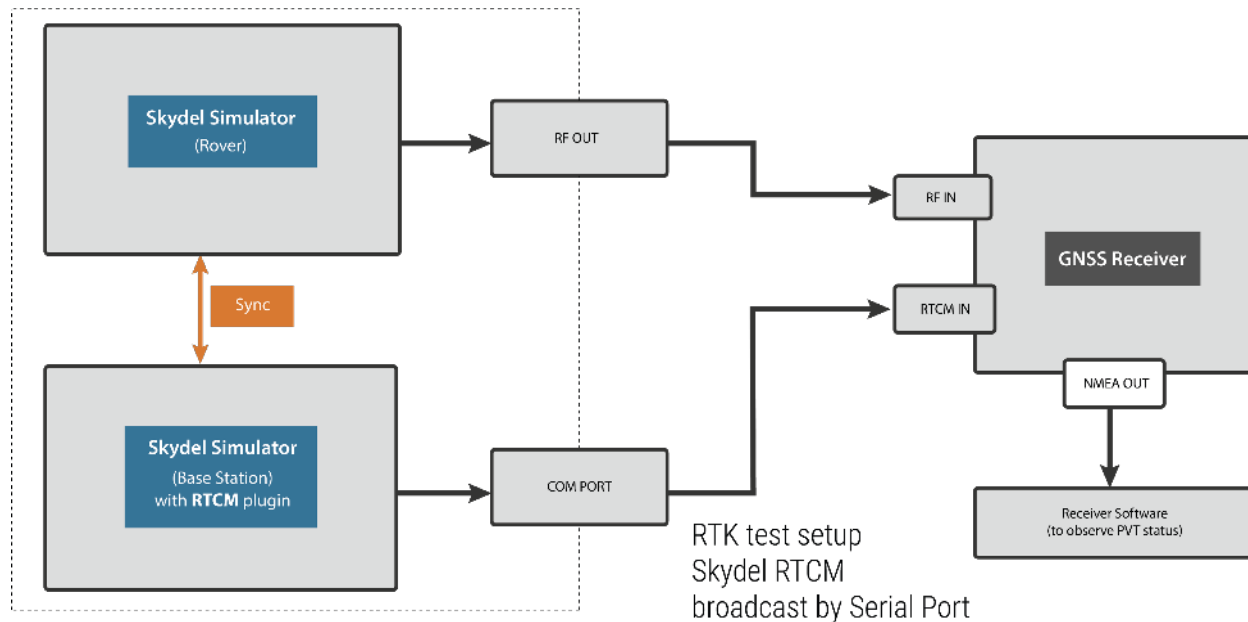 Skydel Simulator
(Rover)
RF OUT
RF IN
GNSS Receiver
Sync
RTCM IN
NMEA OUT
Skydel Simulator
(Base Station)
with RTCM plugin
COM PORT
Receiver Software
(to observe PVT status)
RTK test setup
Skydel RTCM
broadcast by Serial Port